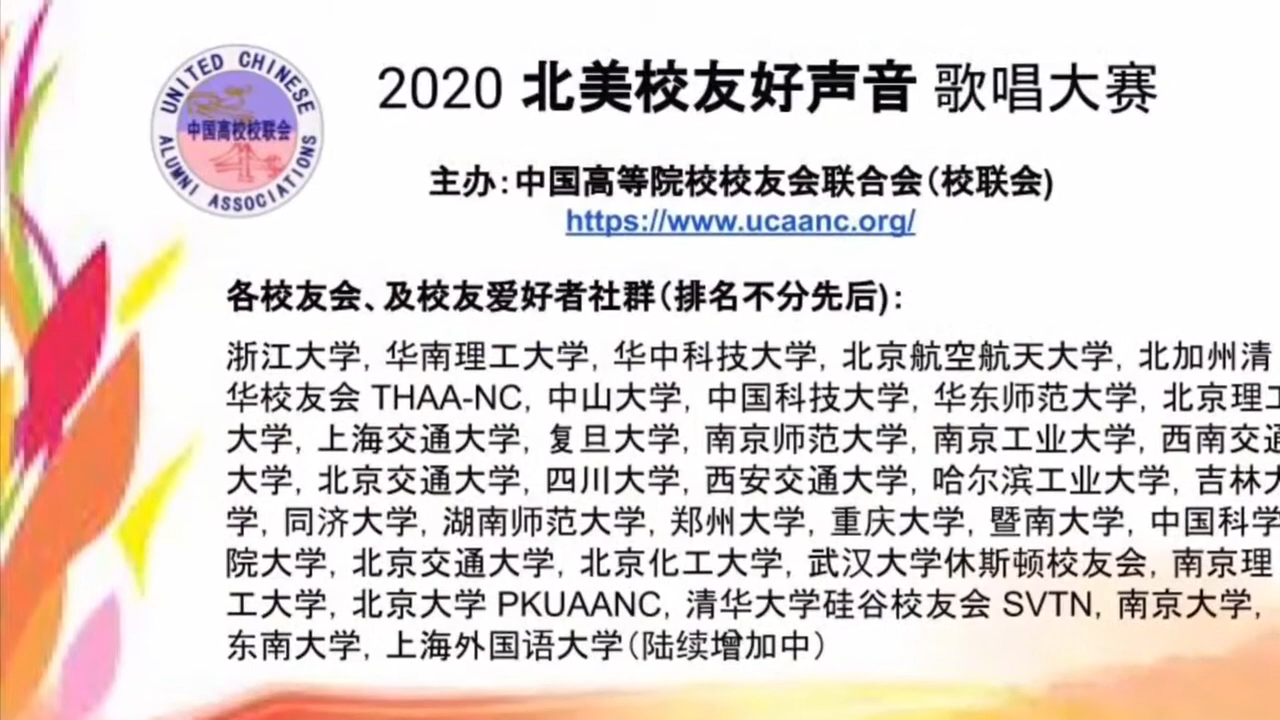 UNITED CHINESE
中国高校校联会
ALUMNI ASSOCIATIONS
2020 北美校友好声音 歌唱大赛
主办：中国高等院校校友会联合会（校联会)
https://www.ucaanc.org/
各校友会、及校友爱好者社群（排名不分先后)：
浙江大学, 华南理工大学, 华中科技大学, 北京航空航天大学, 北加州清
华校友会 THAA-NC, 中山大学, 中国科技大学, 华东师范大学, 北京理工
大学, 上海交通大学, 复旦大学, 南京师范大学, 南京工业大学, 西南交通
大学, 北京交通大学, 四川大学, 西安交通大学, 哈尔滨工业大学, 吉林大
学, 同济大学, 湖南师范大学, 郑州大学, 重庆大学, 暨南大学, 中国科学
院大学, 北京交通大学, 北京化工大学, 武汉大学休斯顿校友会, 南京理
工大学, 北京大学 PKUAANC, 清华大学硅谷校友会 SVTN, 南京大学,
东南大学, 上海外国语大学（陆续增加中）